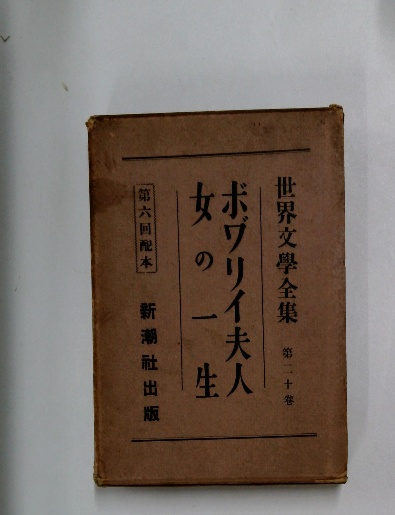 世界文學全集 第二十卷
ボワ゛リイ夫人
女の一生
第六回配本
新潮社出版